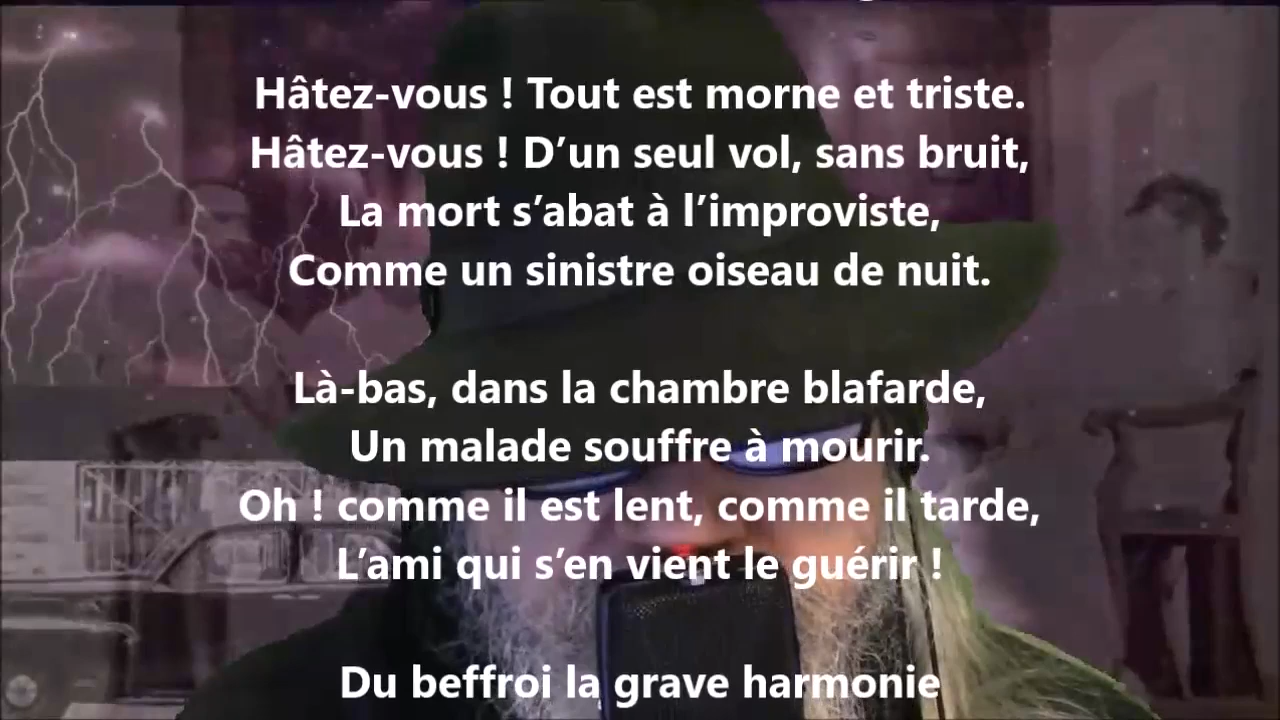 Hâtez-vous ! Tout est morne et triste.
Hâtez-vous ! D’un seul vol, sans bruit,
La mort s’abat à l’improviste,
Comme un sinistre oiseau de nuit.
Là-bas, dans la chambre blafarde,
Un malade souffre à mourir.
Oh ! comme il est lent, comme il tarde,
L’ami qui s’en vient le guérir !
Du beffroi la grave harmonie